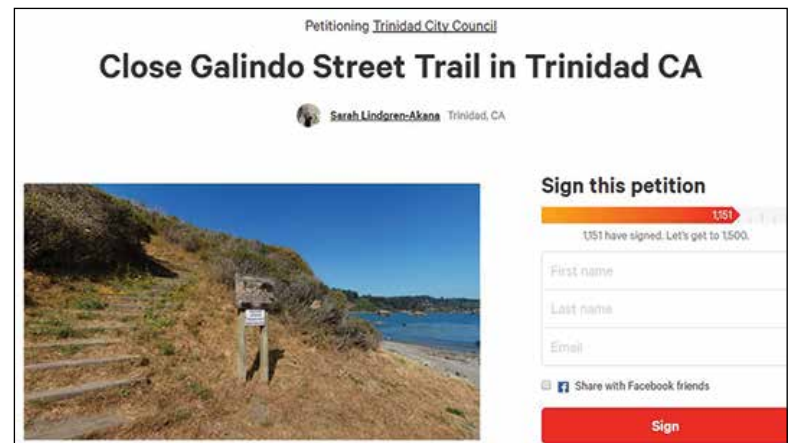 Petitioning Trinidad City Council
Close Galindo Street Trail in Trinidad CA
Sarah Lindgren-Akana Trinidad, CA
Sign this petition
1,151
1,151 have signed. Let's get to 1,500.
First name
Last name
Email
Share with Facebook friends
Sign